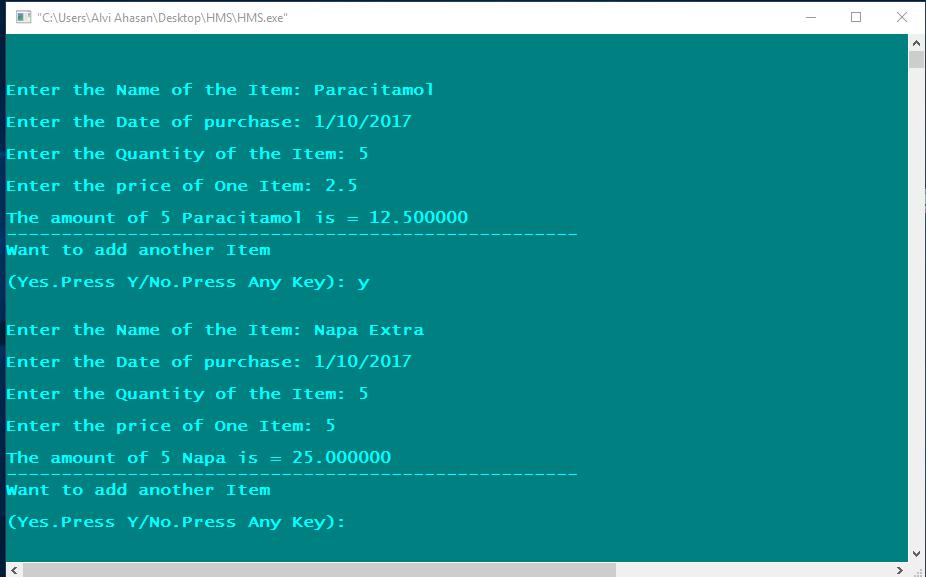 "C:\Users\Alvi Ahasan\Desktop\HMS\HMS.exe"
Enter the Name of the Item: Paracitamol
Enter the Date of purchase: 1/10/2017
Enter the Quantity of the Item: 5
Enter the price of One Item: 2.5
The amount of 5 Paracitamol is = 12.500000
----------------------------------------------------
Want to add another Item
(Yes.Press Y/No.Press Any Key): y
Enter the Name of the Item: Napa Extra
Enter the Date of purchase: 1/10/2017
Enter the Quantity of the Item: 5
Enter the price of One Item: 5
The amount of 5 Napa is = 25.000000
----------------------------------------------------
Want to add another Item
(Yes.Press Y/No.Press Any Key):